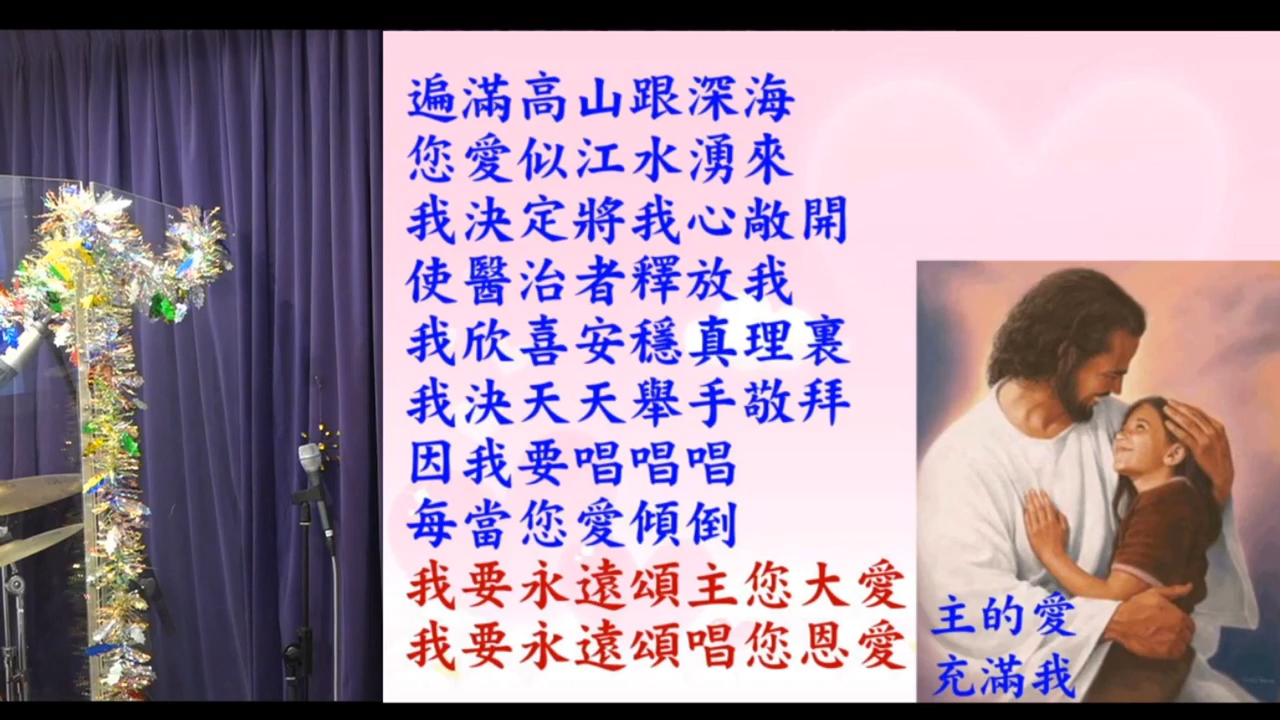 遍滿高山跟深海
您愛似江水湧來
我決定將我心敞開
使醫治者釋放我
我欣喜安穩真理裏
我決天天舉手敬拜
因我要唱唱唱
每當您愛傾倒
我要永遠頌主您大愛
我要永遠頌唱您恩愛
主的愛
充滿我